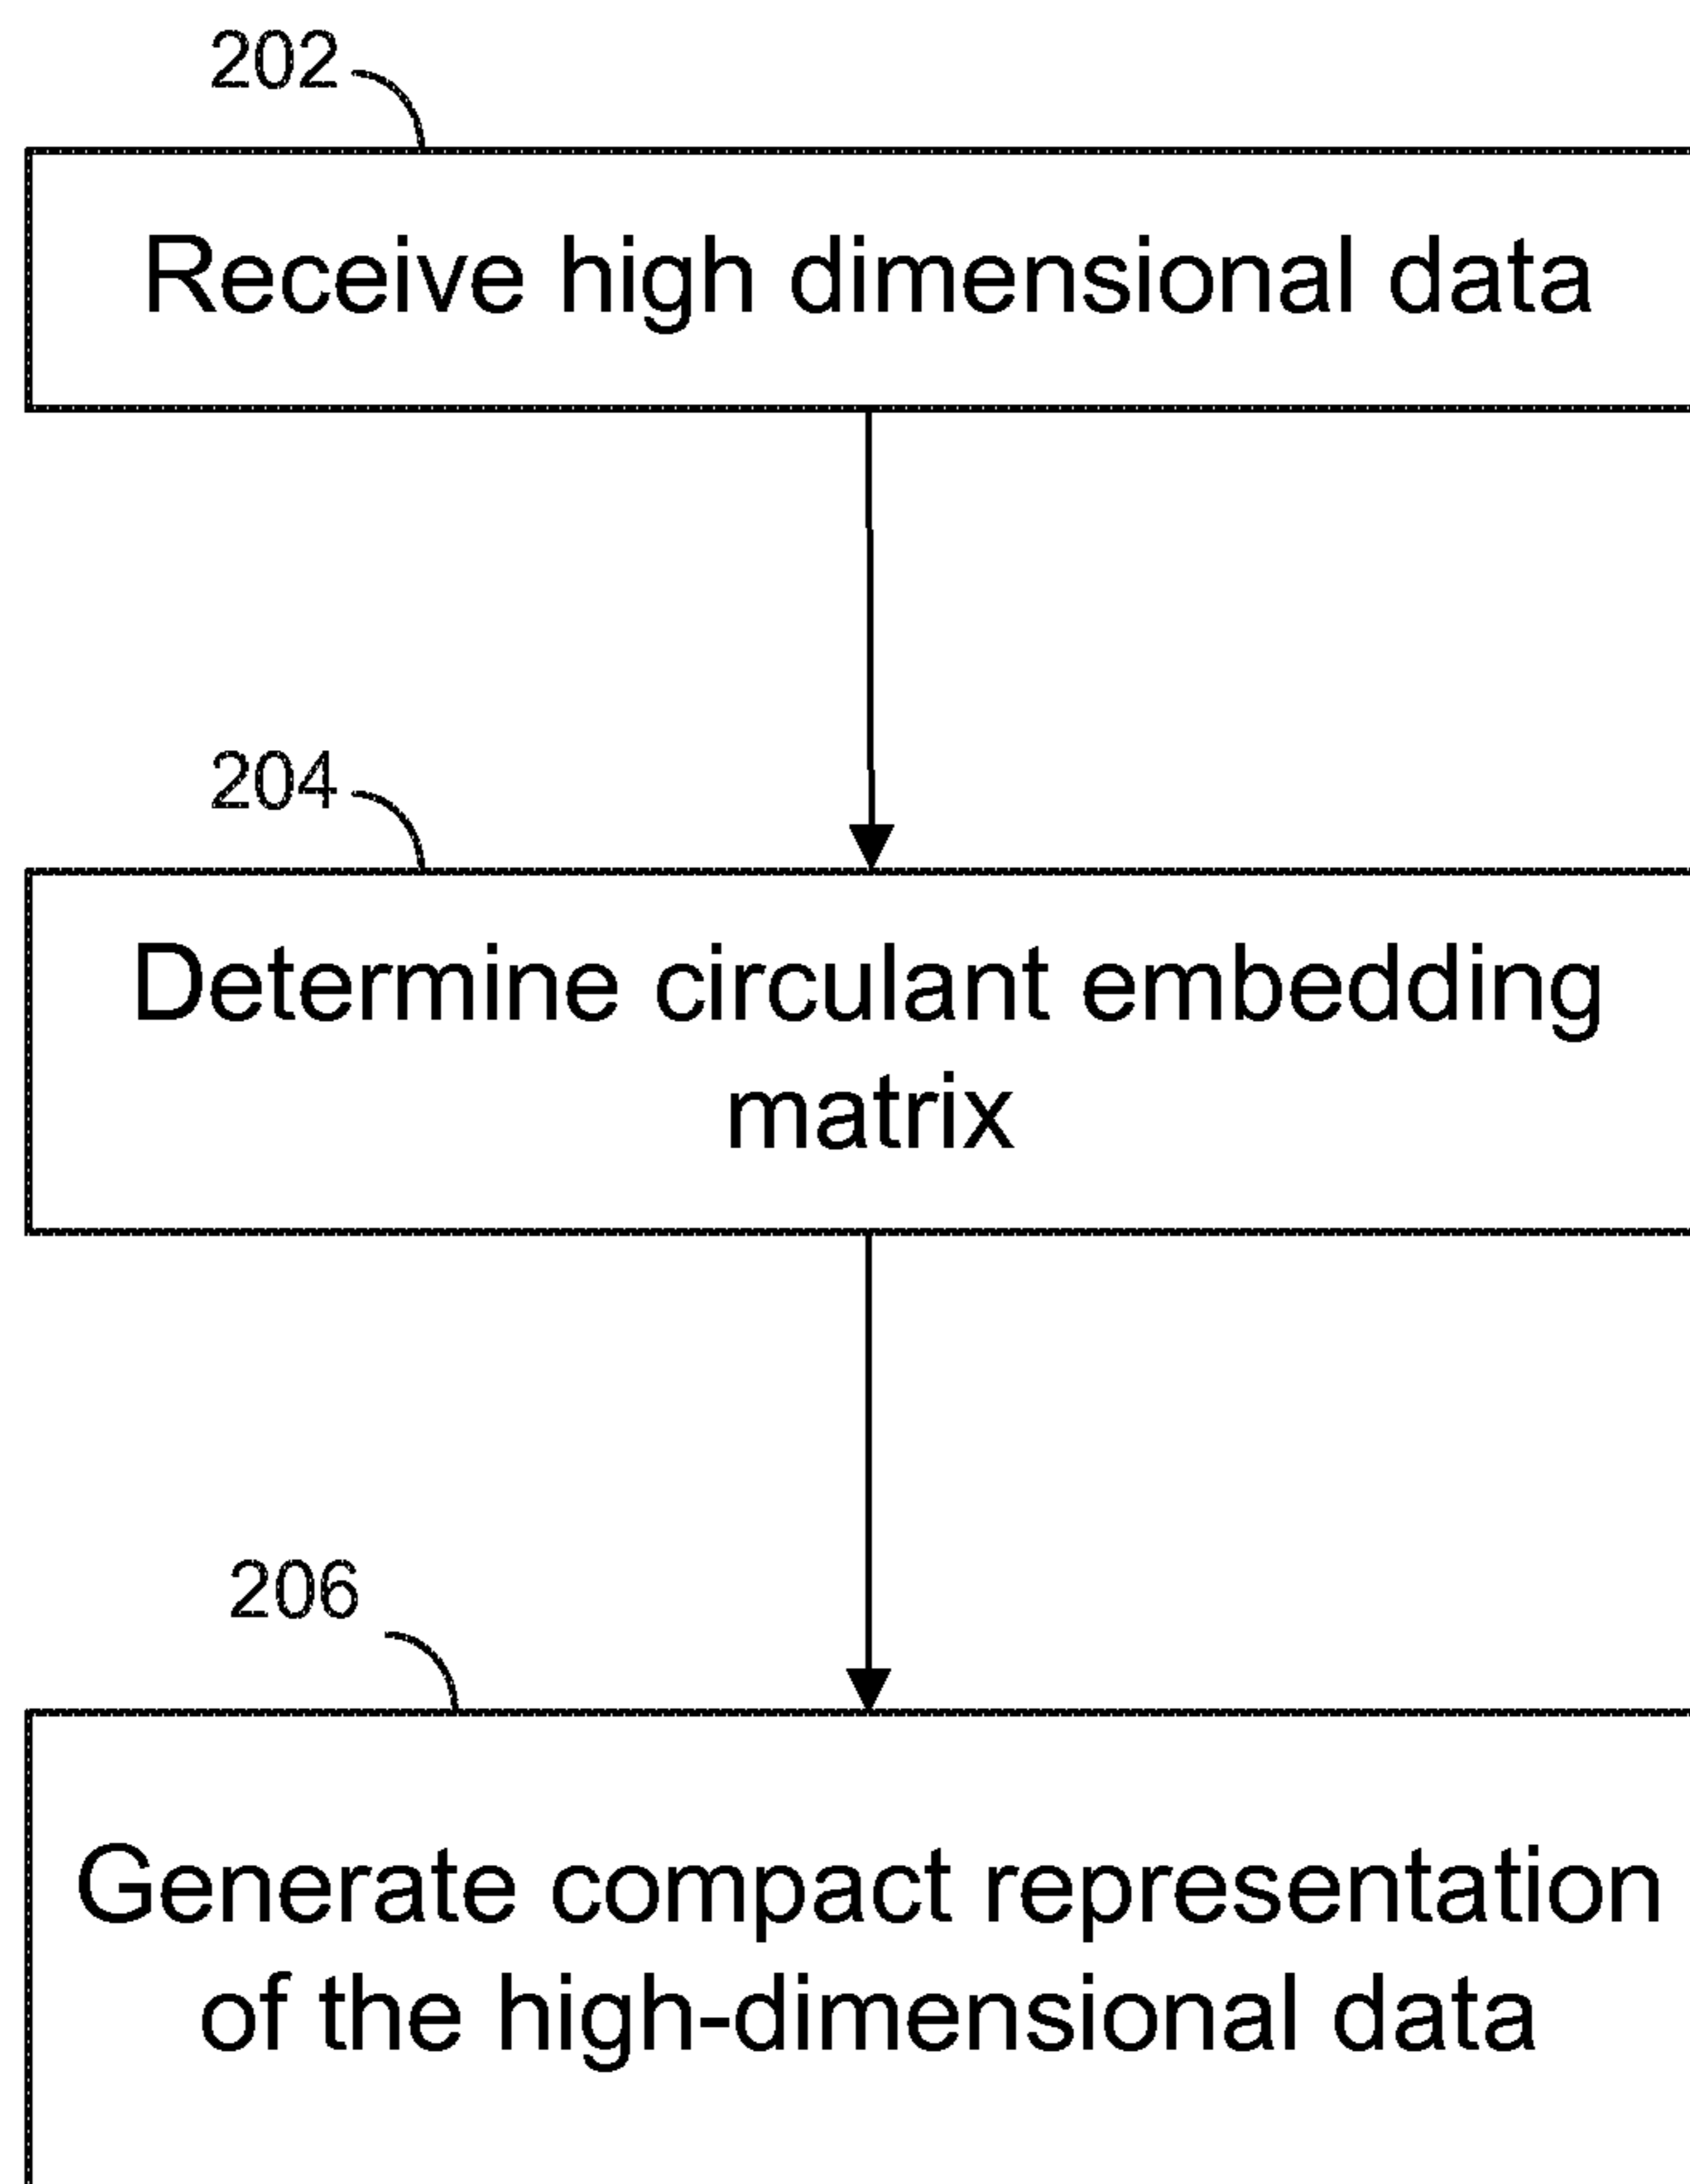 202
Receive high dimensional data
204
Determine circulant embedding
matrix
206
Generate compact representation
of the high-dimensional data